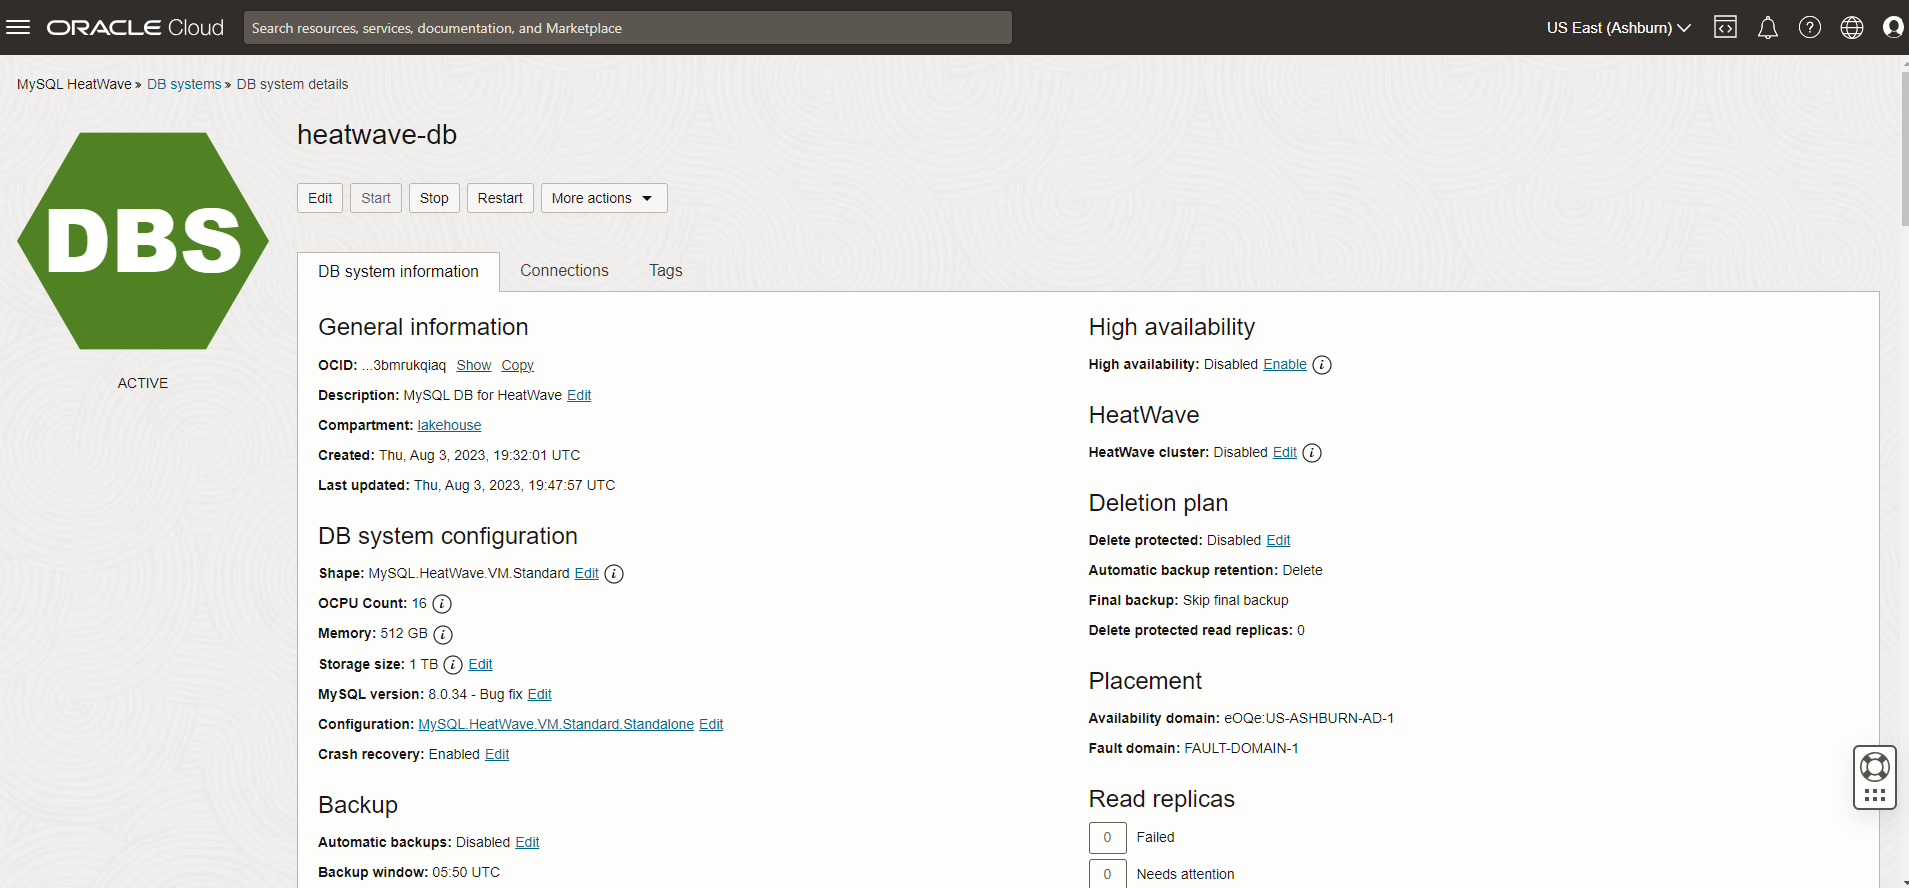 ORACLE Cloud
Search resources, services, documentation, and Marketplace
US East (Ashburn)
MySQL HeatWave » DB systems » DB system details
DBS
ACTIVE
heatwave-db
Edit Start Stop Restart More actions
DB system information Connections Tags
General information
OCID: ...3bmrukqiaq Show Copy
Description: MySQL DB for HeatWave Edit
Compartment: lakehouse
Created: Thu, Aug 3, 2023, 19:32:01 UTC
Last updated: Thu, Aug 3, 2023, 19:47:57 UTC
DB system configuration
Shape: MySQL.HeatWave.VM.Standard Edit i
OCPU Count: 16 i
Memory: 512 GB i
Storage size: 1 TB i Edit
MySQL version: 8.0.34 - Bug fix Edit
Configuration: MySQL.HeatWave.VM.Standard.Standalone Edit
Crash recovery: Enabled Edit
Backup
Automatic backups: Disabled Edit
Backup window: 05:50 UTC
High availability
High availability: Disabled Enable i
HeatWave
HeatWave cluster: Disabled Edit i
Deletion plan
Delete protected: Disabled Edit
Automatic backup retention: Delete
Final backup: Skip final backup
Delete protected read replicas: 0
Placement
Availability domain: eOQe:US-ASHBURN-AD-1
Fault domain: FAULT-DOMAIN-1
Read replicas
0 Failed
0 Needs attention